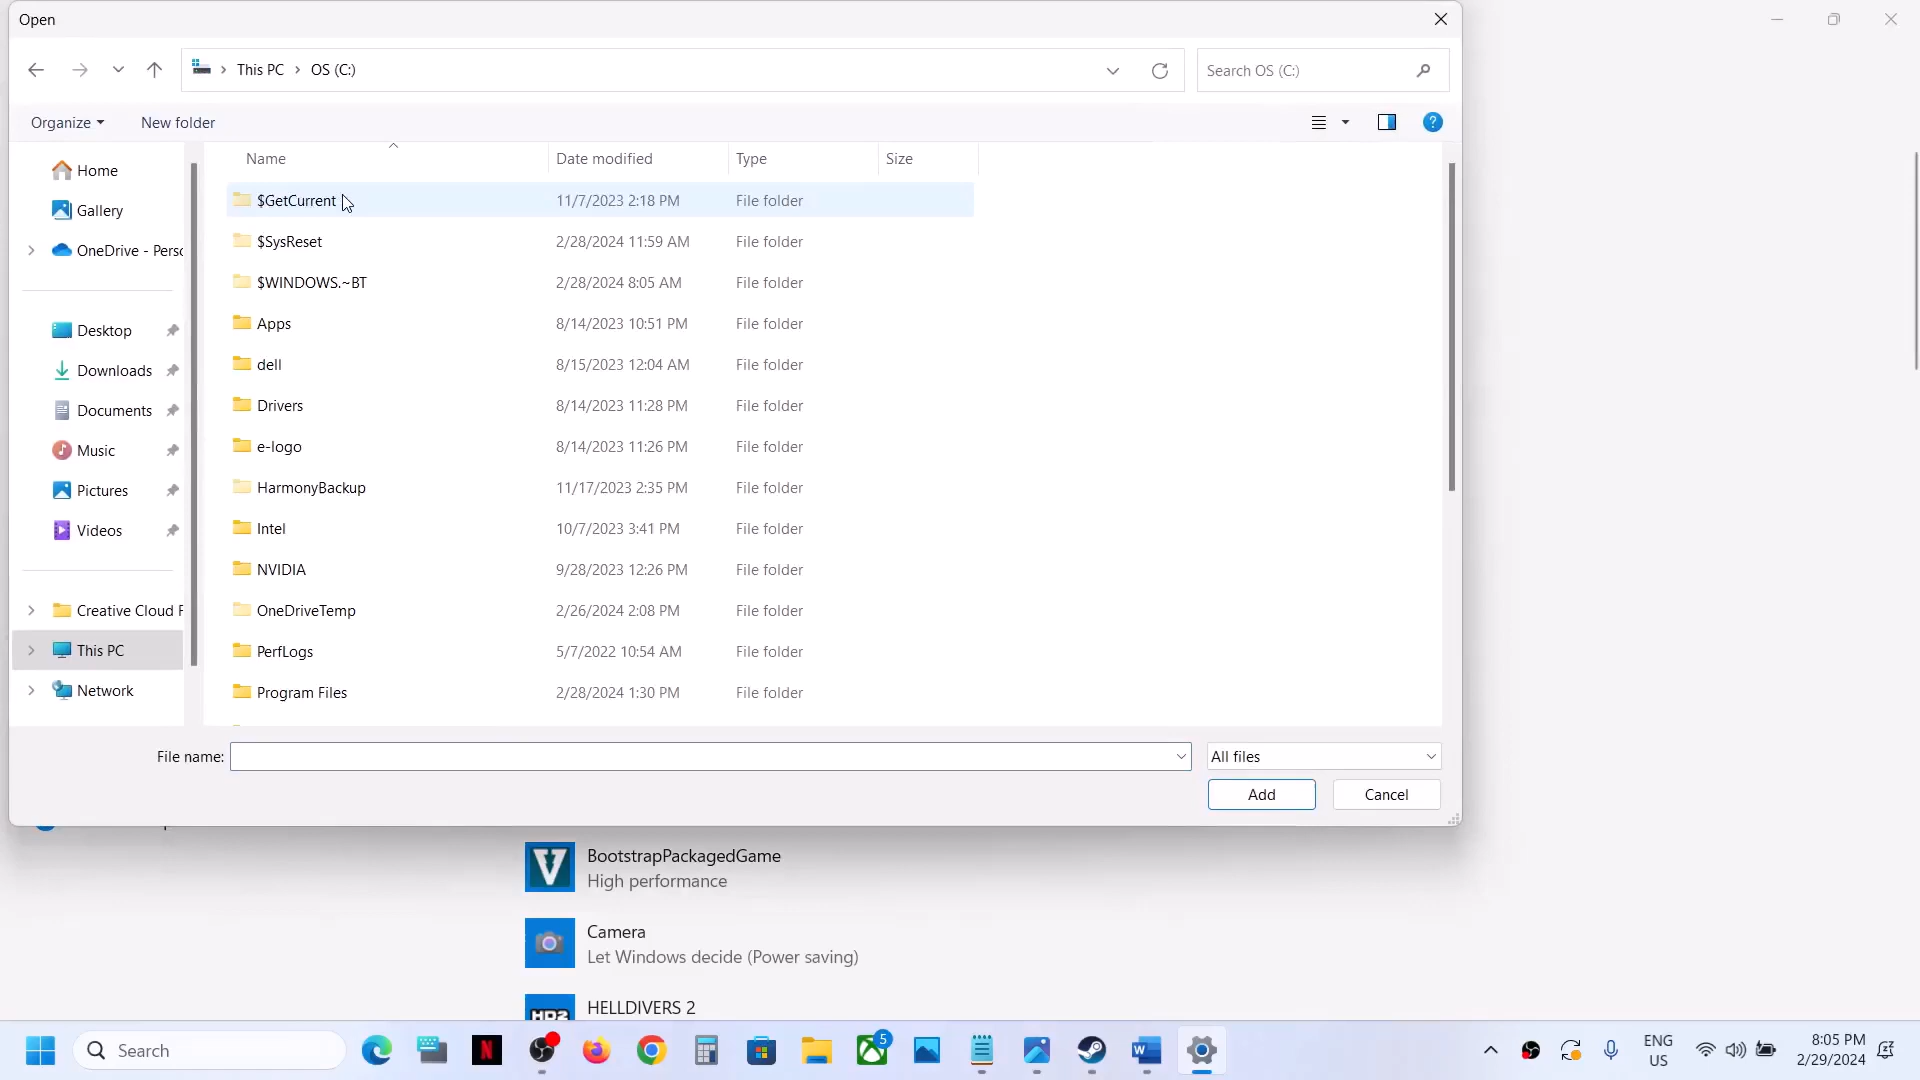 Open
This PC > OS (C:)
Search OS (C:)
Organize
New folder
Name
Date modified
Type
Size
Home
Gallery
OneDrive - Perso
Desktop
Downloads
Documents
Music
Pictures
Videos
Creative Cloud F
This PC
Network
$GetCurrent 11/7/2023 2:18 PM File folder
$SysReset 2/28/2024 11:59 AM File folder
$WINDOWS.~BT 2/28/2024 8:05 AM File folder
Apps 8/14/2023 10:51 PM File folder
dell 8/15/2023 12:04 AM File folder
Drivers 8/14/2023 11:28 PM File folder
e-logo 8/14/2023 11:26 PM File folder
HarmonyBackup 11/17/2023 2:35 PM File folder
Intel 10/7/2023 3:41 PM File folder
NVIDIA 9/28/2023 12:26 PM File folder
OneDriveTemp 2/26/2024 2:08 PM File folder
PerfLogs 5/7/2022 10:54 AM File folder
Program Files 2/28/2024 1:30 PM File folder
File name:
All files
Add
Cancel
BootstrapPackagedGame
High performance
Camera
Let Windows decide (Power saving)
HD2
HELLDIVERS 2
Search
5
ENG
US
8:05 PM
2/29/2024